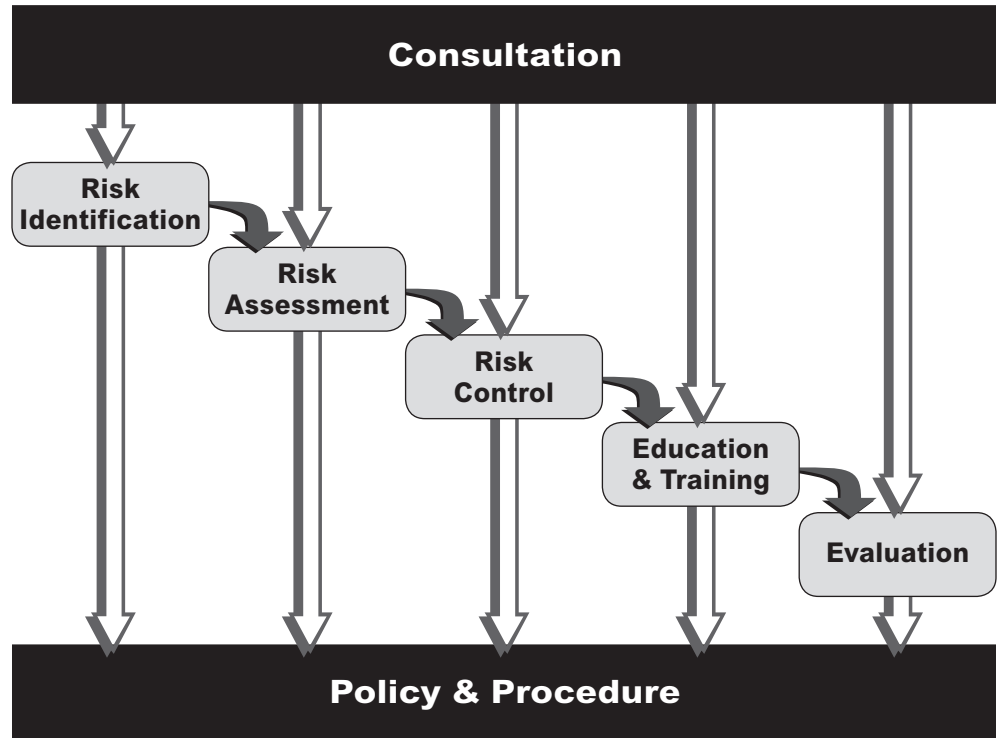 Consultation
Risk
Identification
Risk
Assessment
Risk
Control
Education
& Training
Evaluation
Policy & Procedure